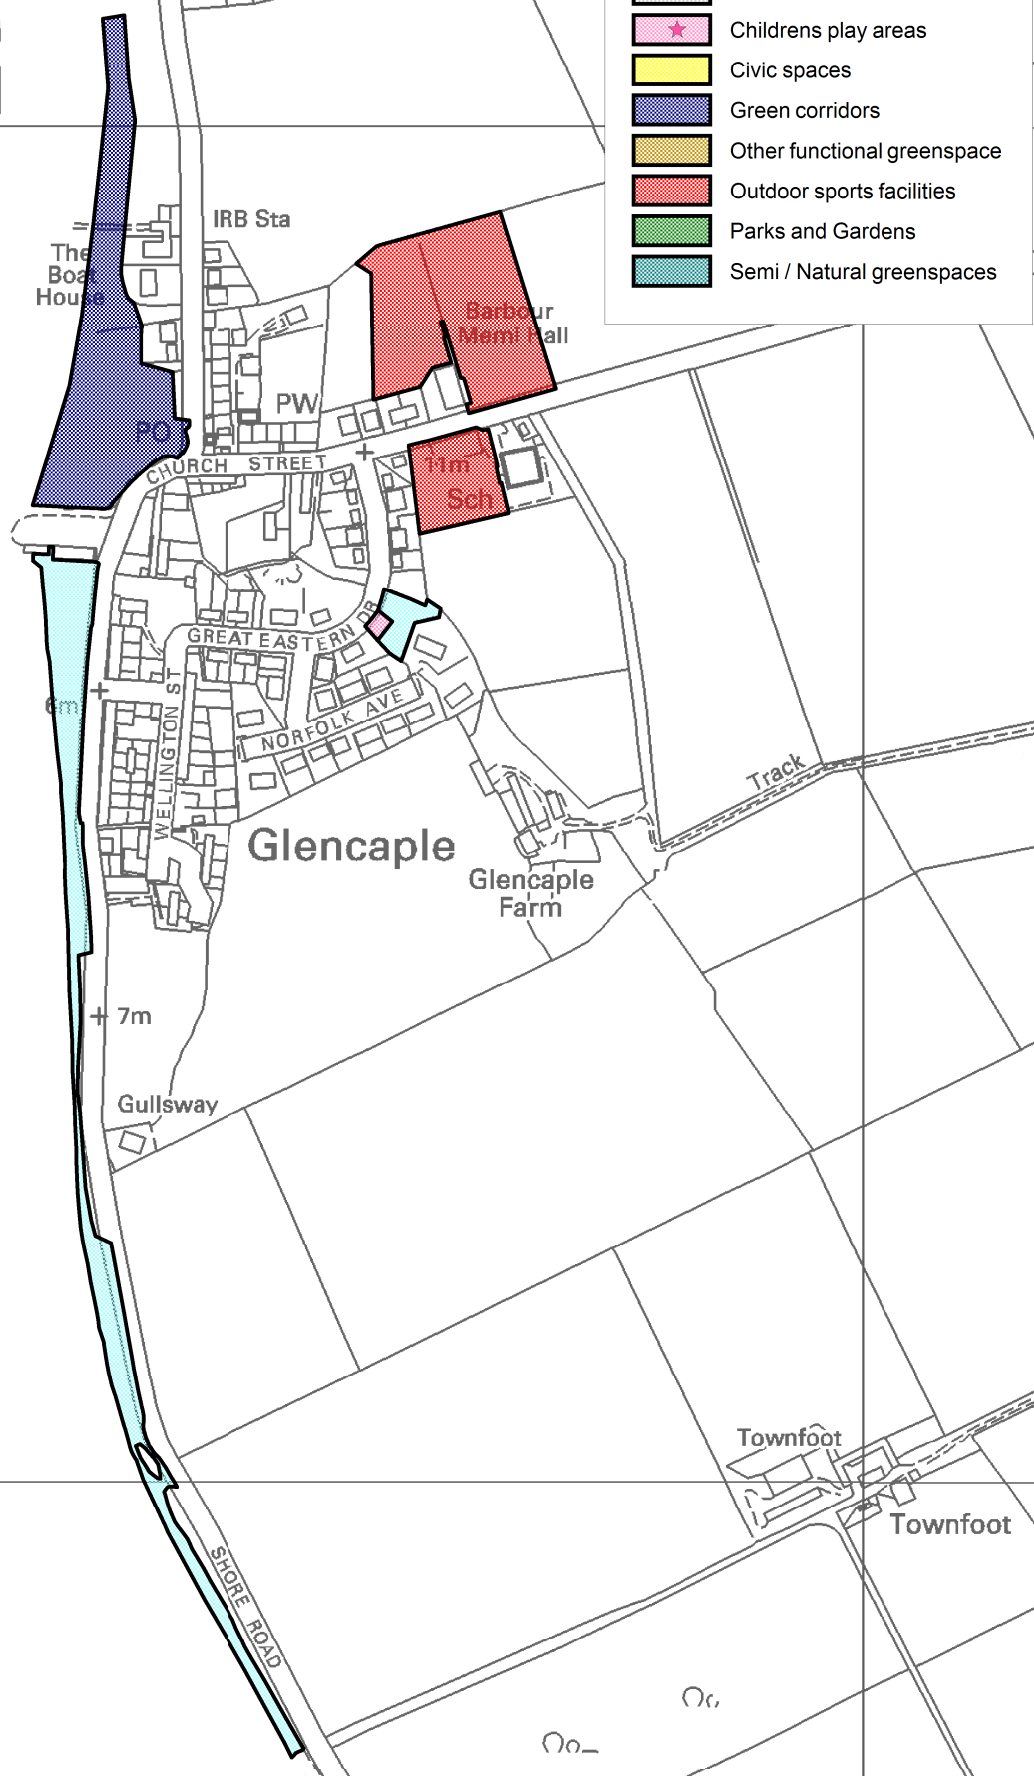 Childrens play areas
Civic spaces
Green corridors
Other functional greenspace
Outdoor sports facilities
Parks and Gardens
Semi / Natural greenspaces
IRB Sta
The
Boat
House
Barbour
Meml Hall
PW
PO
CHURCH STREET
11m
Sch
GREAT EASTERN DR
6m
WELLINGTON ST
NORFOLK AVE
Track
Glencaple
Glencaple
Farm
7m
Gullsway
Townfoot
Townfoot
SHORE ROAD